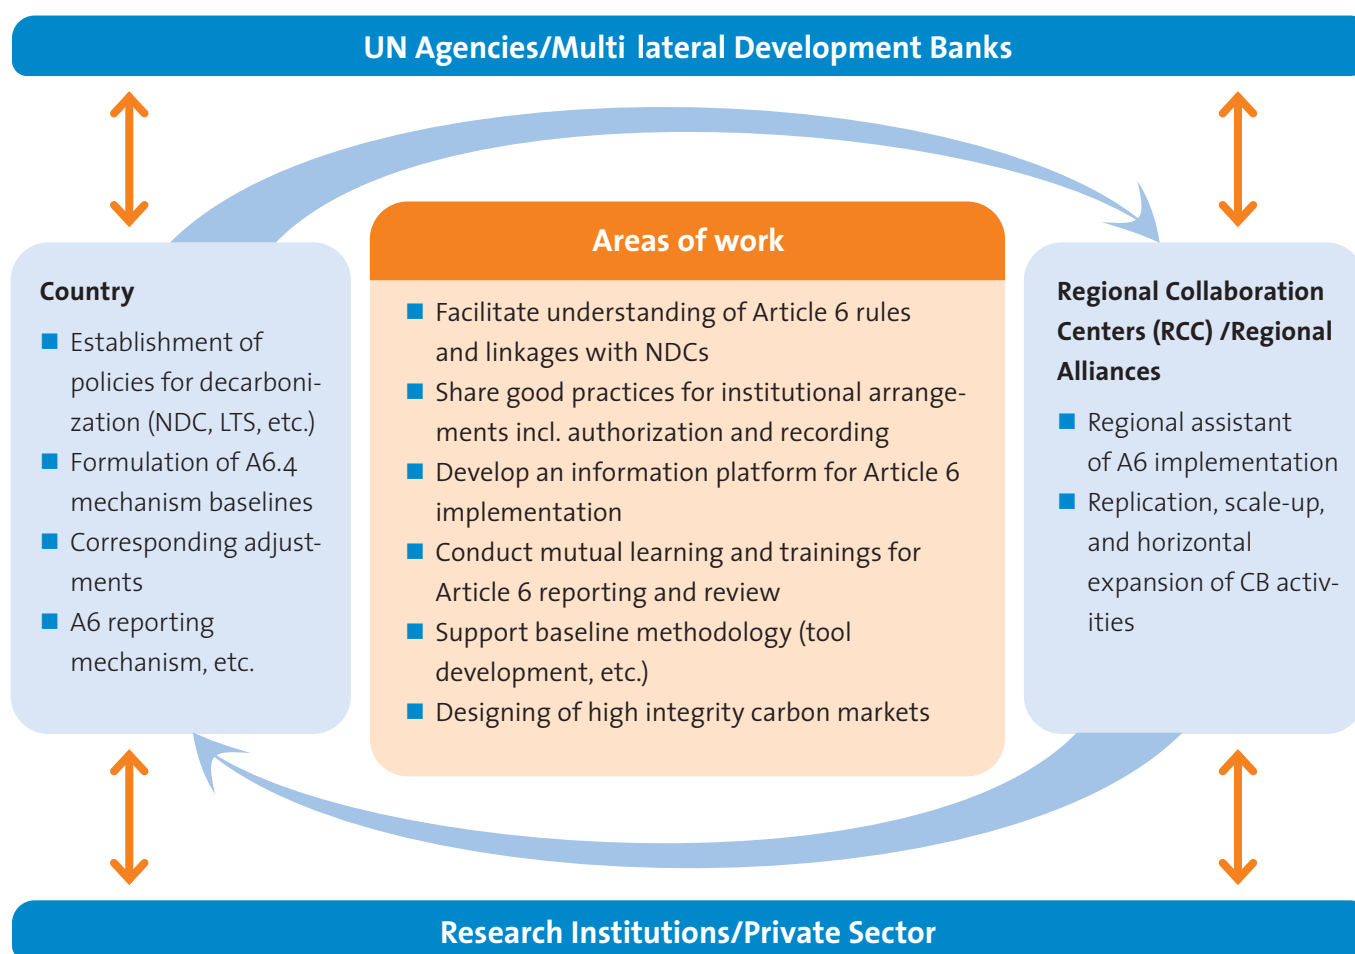 UN Agencies/Multi lateral Development Banks
Country
Establishment of
policies for decarboni-
zation (NDC, LTS, etc.)
Formulation of A6.4
mechanism baselines
Corresponding adjust-
ments
A6 reporting
mechanism, etc.
Areas of work
Facilitate understanding of Article 6 rules
and linkages with NDCs
Share good practices for institutional arrange-
ments incl. authorization and recording
Develop an information platform for Article 6
implementation
Conduct mutual learning and trainings for
Article 6 reporting and review
Support baseline methodology (tool
development, etc.)
Designing of high integrity carbon markets
Regional Collaboration
Centers (RCC) /Regional
Alliances
Regional assistant
of A6 implementation
Replication, scale-up,
and horizontal
expansion of CB activ-
ities
Research Institutions/Private Sector